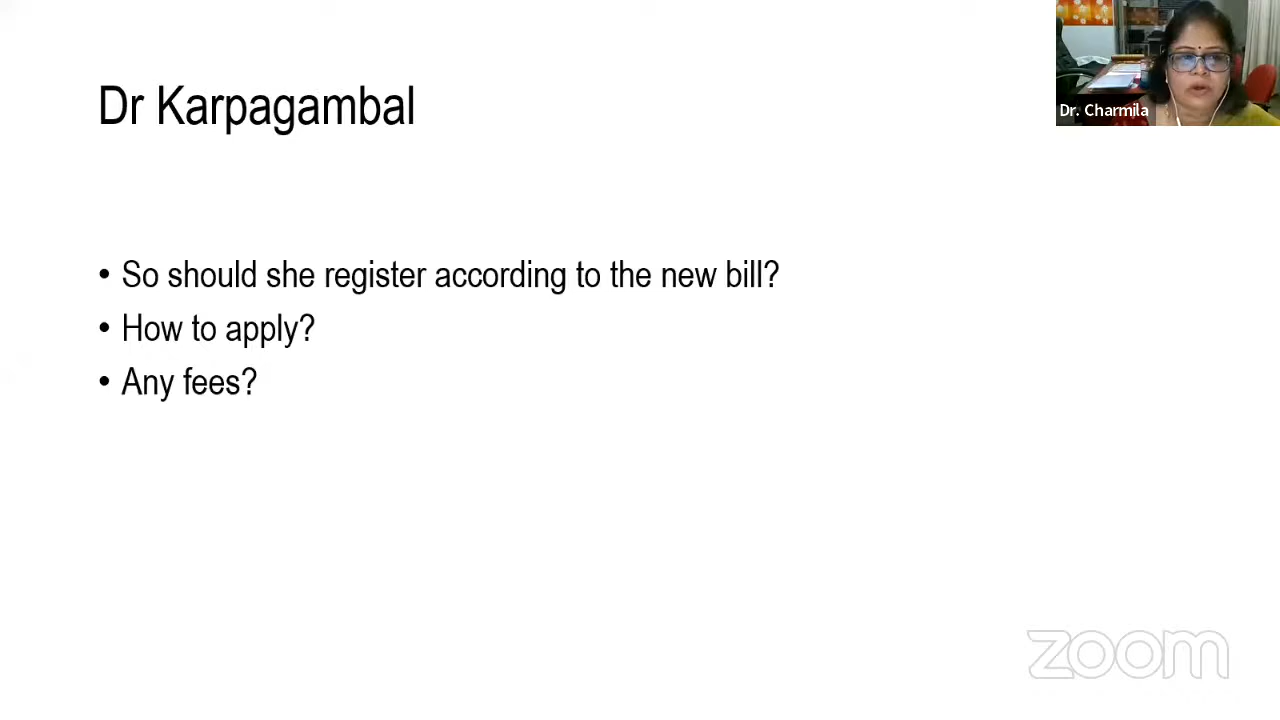 Dr Karpagambal
Dr. Charmila
• So should she register according to the new bill?
• How to apply?
• Any fees?
zoom